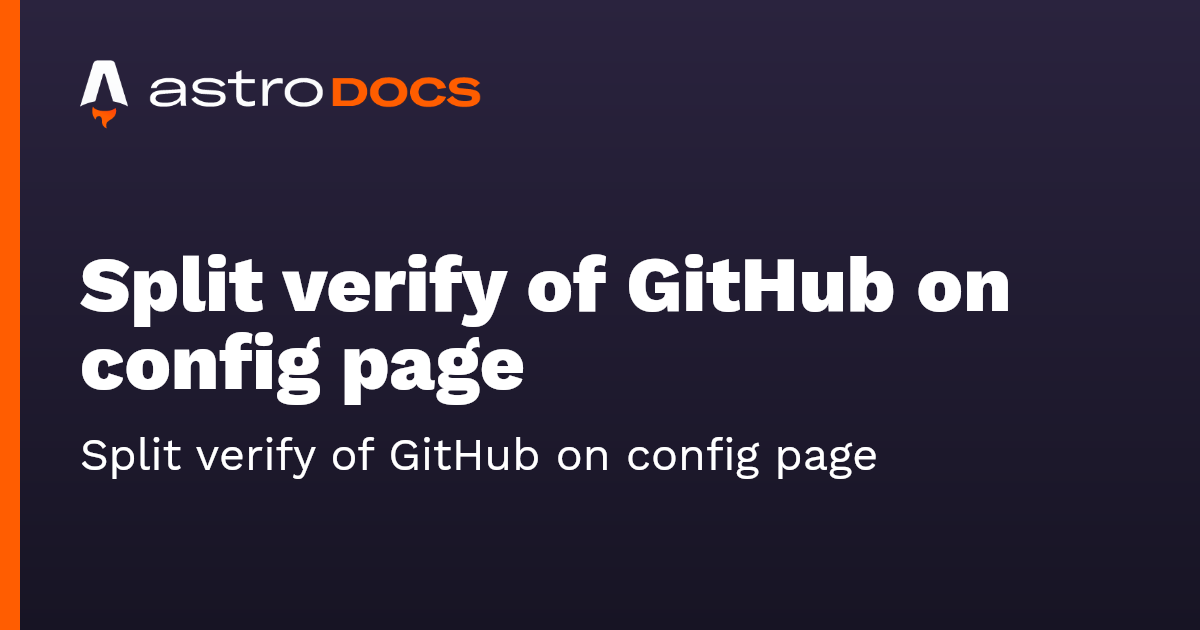 astro DOCS
Split verify of GitHub on
config page
Split verify of GitHub on config page